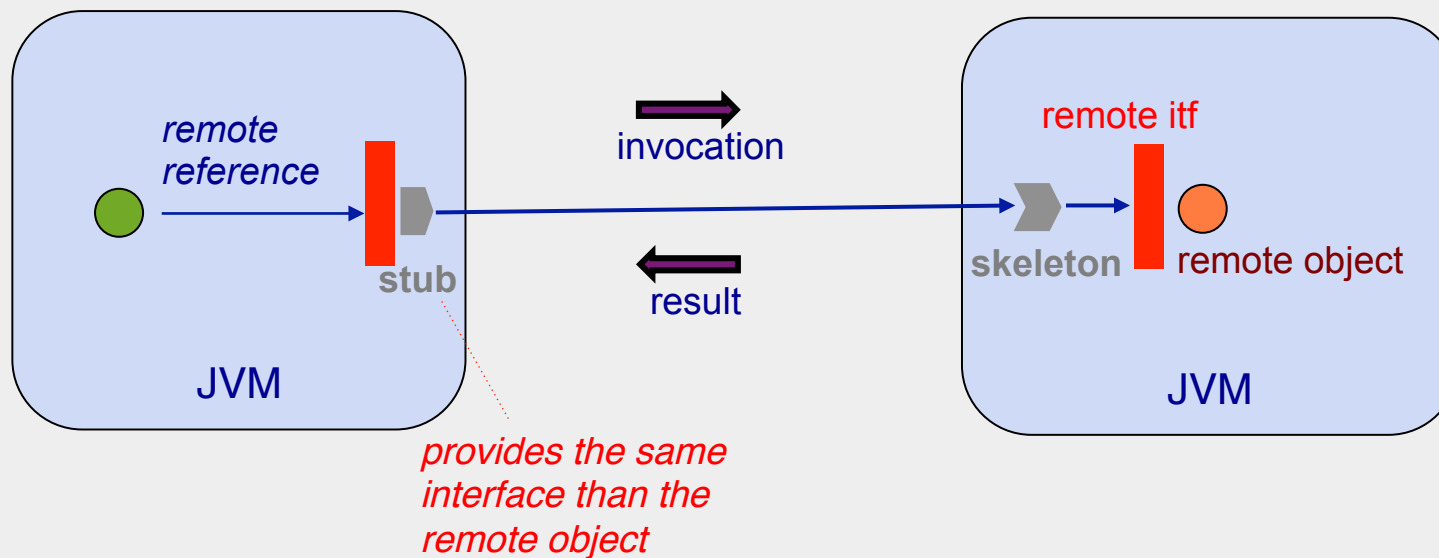 remote
reference
stub
JVM
provides the same
interface than the
remote object
invocation
result
remote itf
skeleton
remote object
JVM